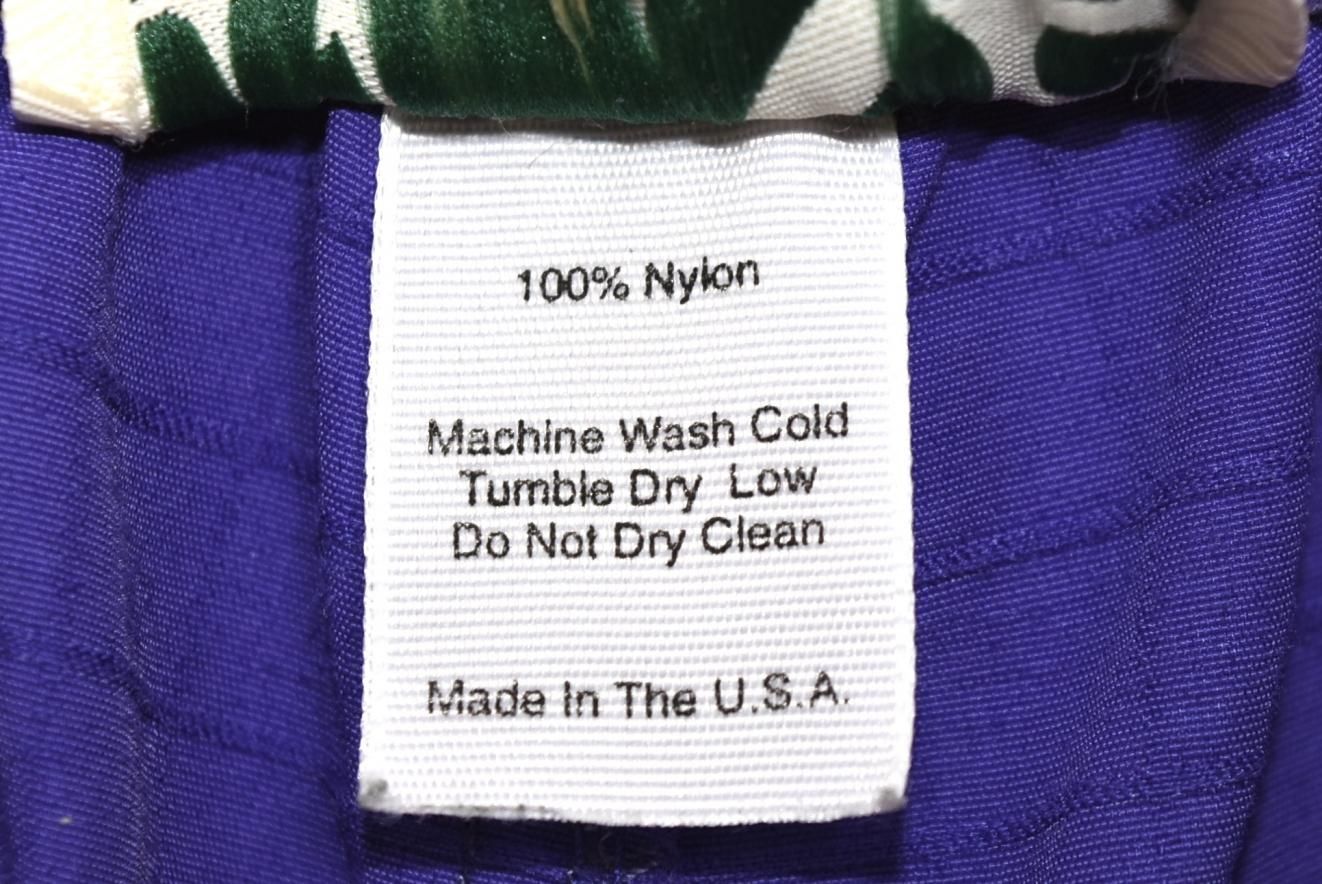 100% Nylon
Machine Wash Cold
Tumble Dry Low
Do Not Dry Clean
Made In The U.S.A.